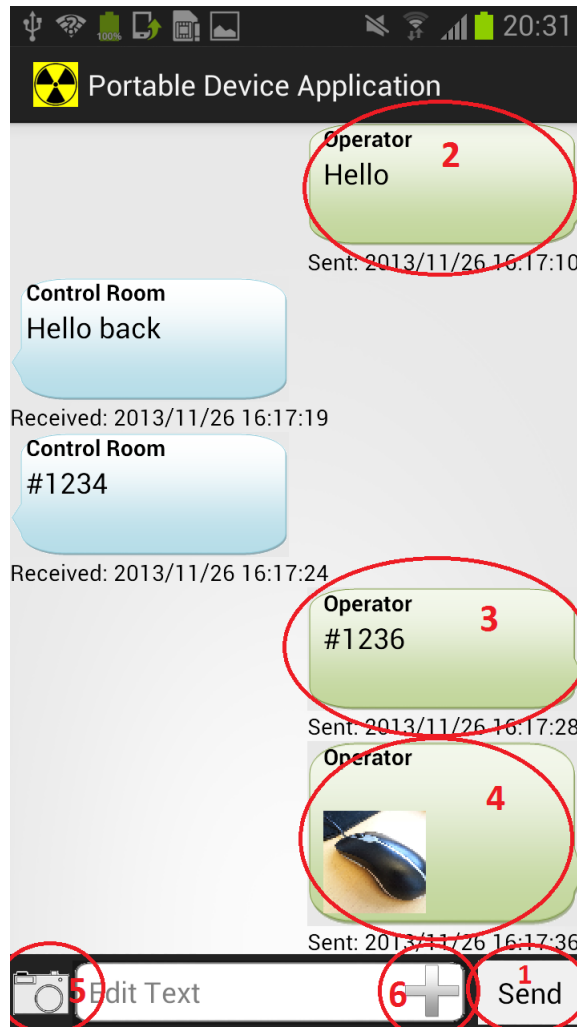 100%
20:31
Portable Device Application
Operator
2
Hello
Sent: 2013/11/26 16:17:10
Control Room
Hello back
Received: 2013/11/26 16:17:19
Control Room
#1234
Received: 2013/11/26 16:17:24
Operator
3
#1236
Sent: 2013/11/26 16:17:28
Operator
4
Sent: 2013/11/26 16:17:36
5
Edit Text
6
1
Send